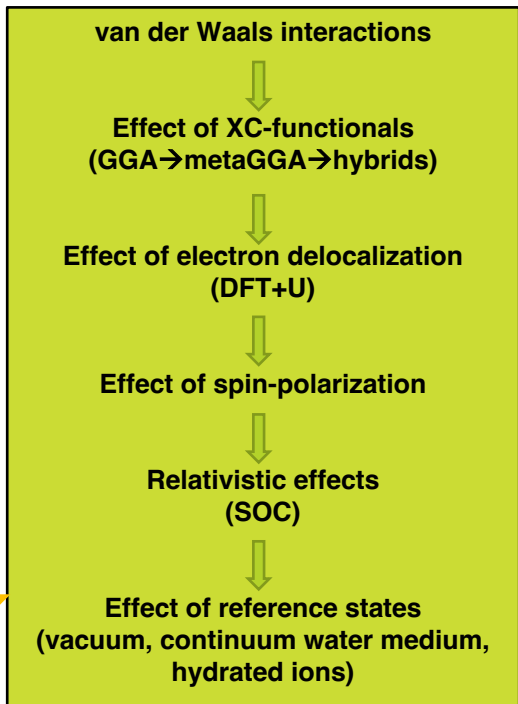 van der Waals interactions
Effect of XC-functionals
(GGA→metaGGA→hybrids)
Effect of electron delocalization
(DFT+U)
Effect of spin-polarization
Relativistic effects
(SOC)
Effect of reference states
(vacuum, continuum water medium,
hydrated ions)